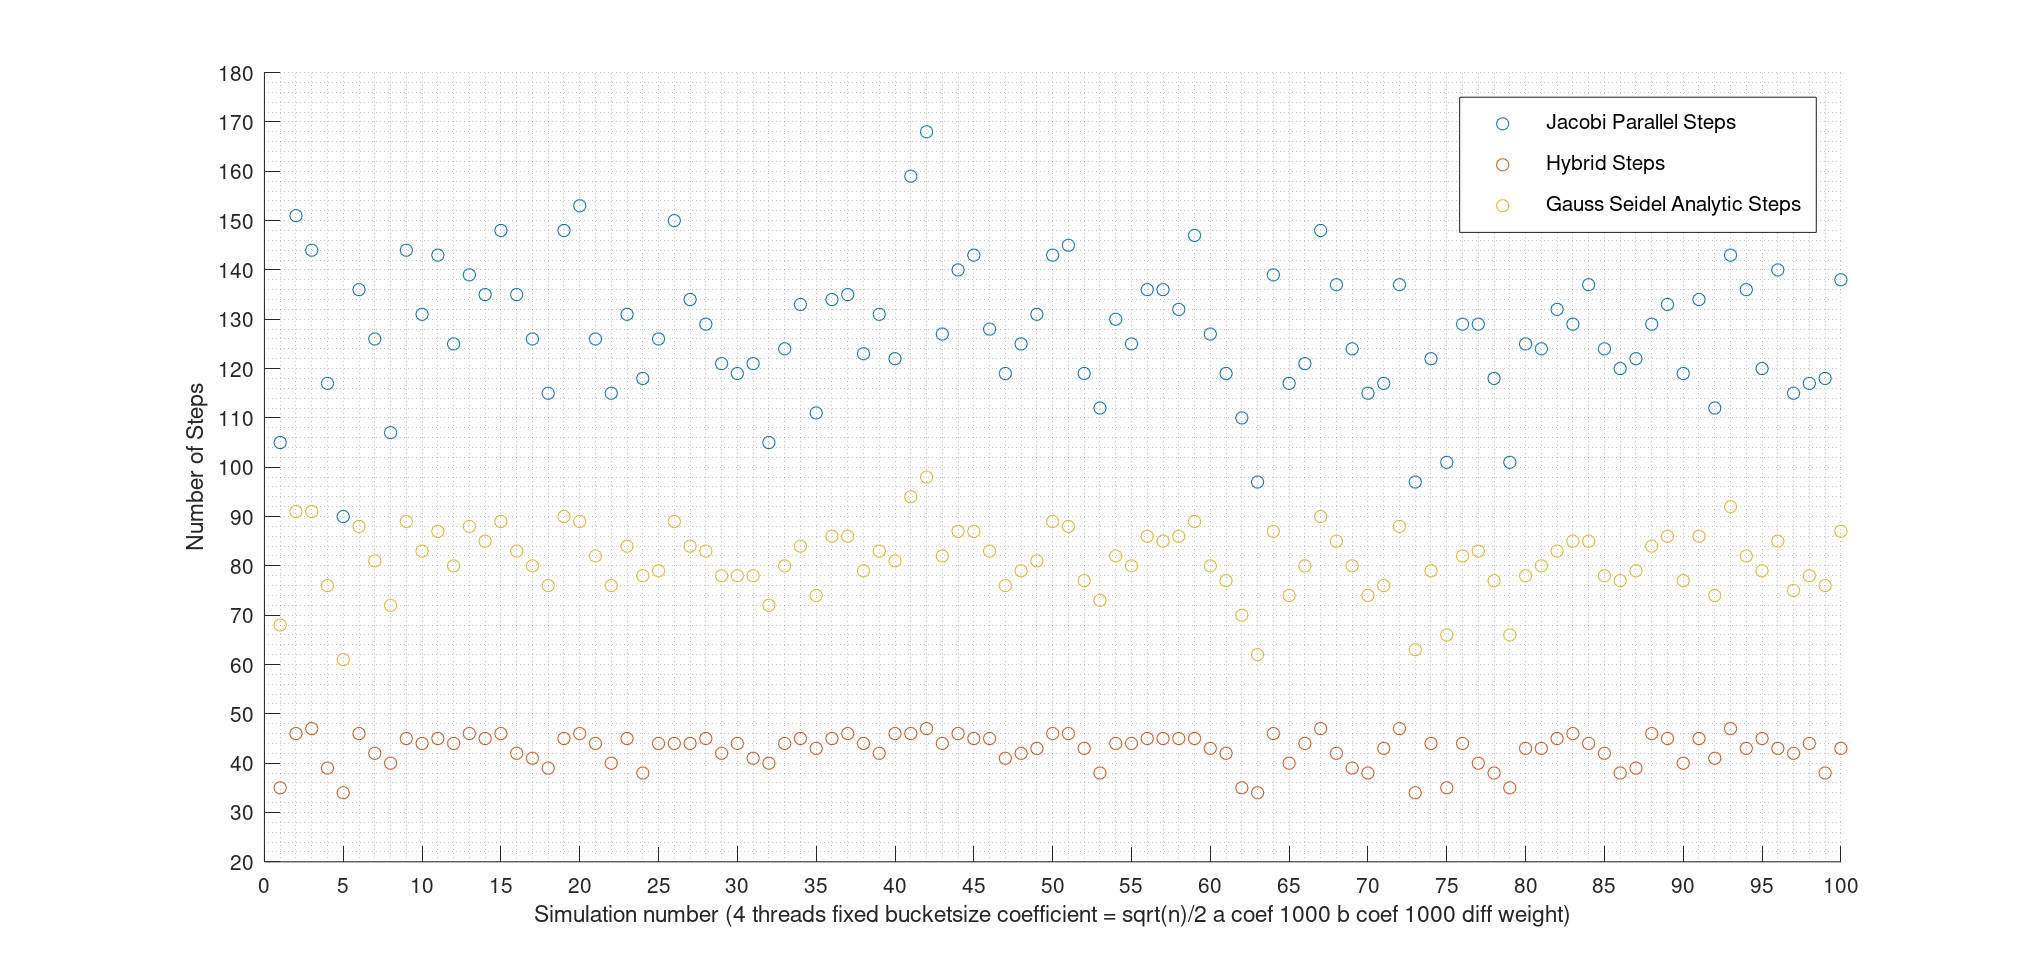 180
170
160
150
140
130
120
110
100
90
80
70
60
50
40
30
20
Number of Steps
Jacobi Parallel Steps
Hybrid Steps
Gauss Seidel Analytic Steps
0 5 10 15 20 25 30 35 40 45 50 55 60 65 70 75 80 85 90 95 100
Simulation number (4 threads fixed bucketsize coefficient = sqrt(n)/2 a coef 1000 b coef 1000 diff weight)